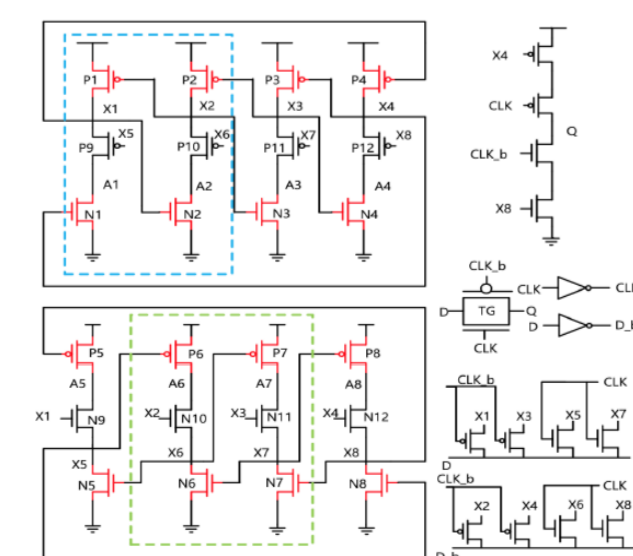 P1 P2 P3 P4
X1 X2 X3 X4
P9 X5 P10 X6 P11 X7 P12 X8
A1 A2 A3 A4
N1 N2 N3 N4
P5 P6 P7 P8
A5 A6 A7 A8
X1 N9 X2 N10 X3 N11 X4 N12
X5 X6 X7 X8
N5 N6 N7 N8
X4
CLK
Q
CLK_b
X8
CLK_b
CLK CL
D TG Q
D D_b
CLK
CLK_b CLK
X1 X3 X5 X7
D
CLK_b CLK
X2 X4 X6 X8
D_b